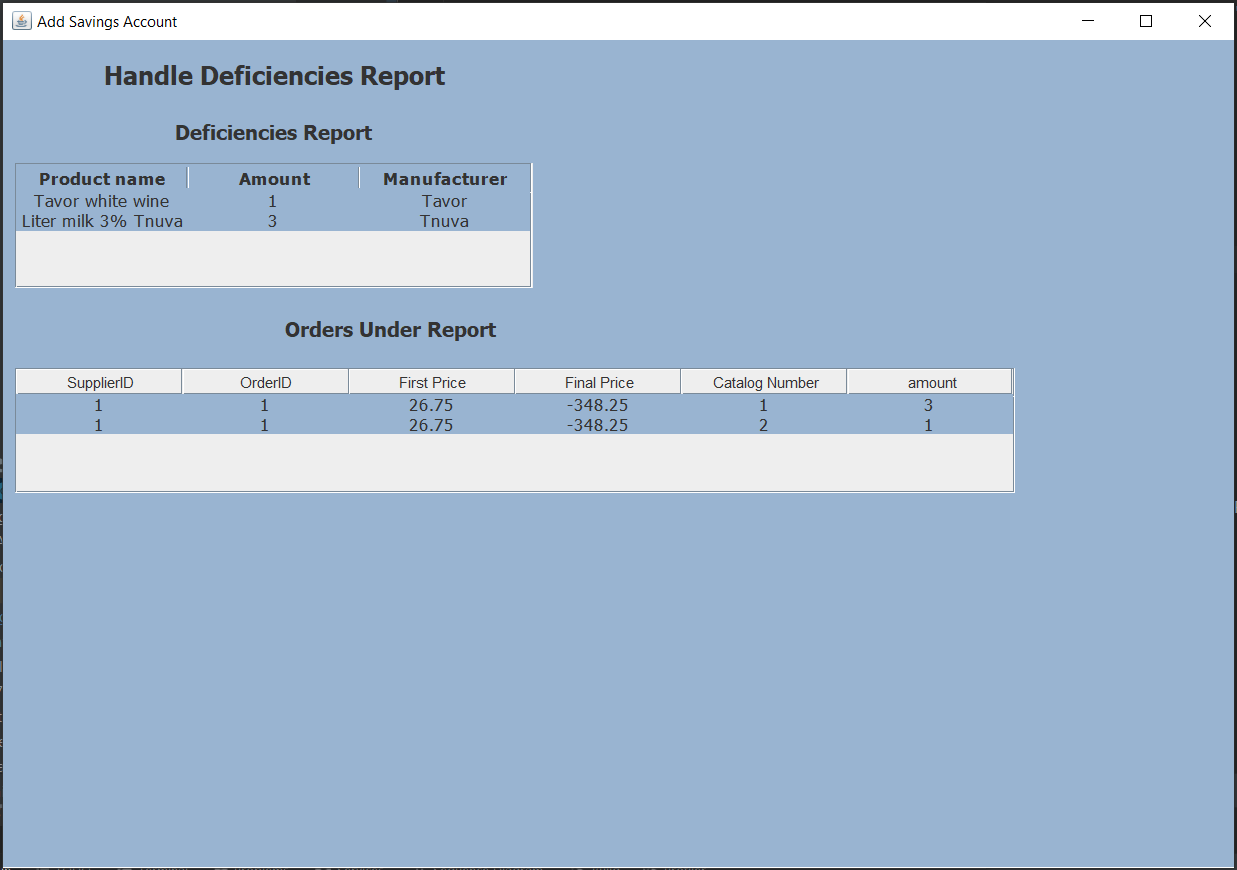 Add Savings Account
Handle Deficiencies Report
Deficiencies Report
Product name Amount Manufacturer
Tavor white wine 1 Tavor
Liter milk 3% Tnuva 3 Tnuva
Orders Under Report
SupplierID OrderID First Price Final Price Catalog Number amount
1 1 26.75 -348.25 1 3
1 1 26.75 -348.25 2 1